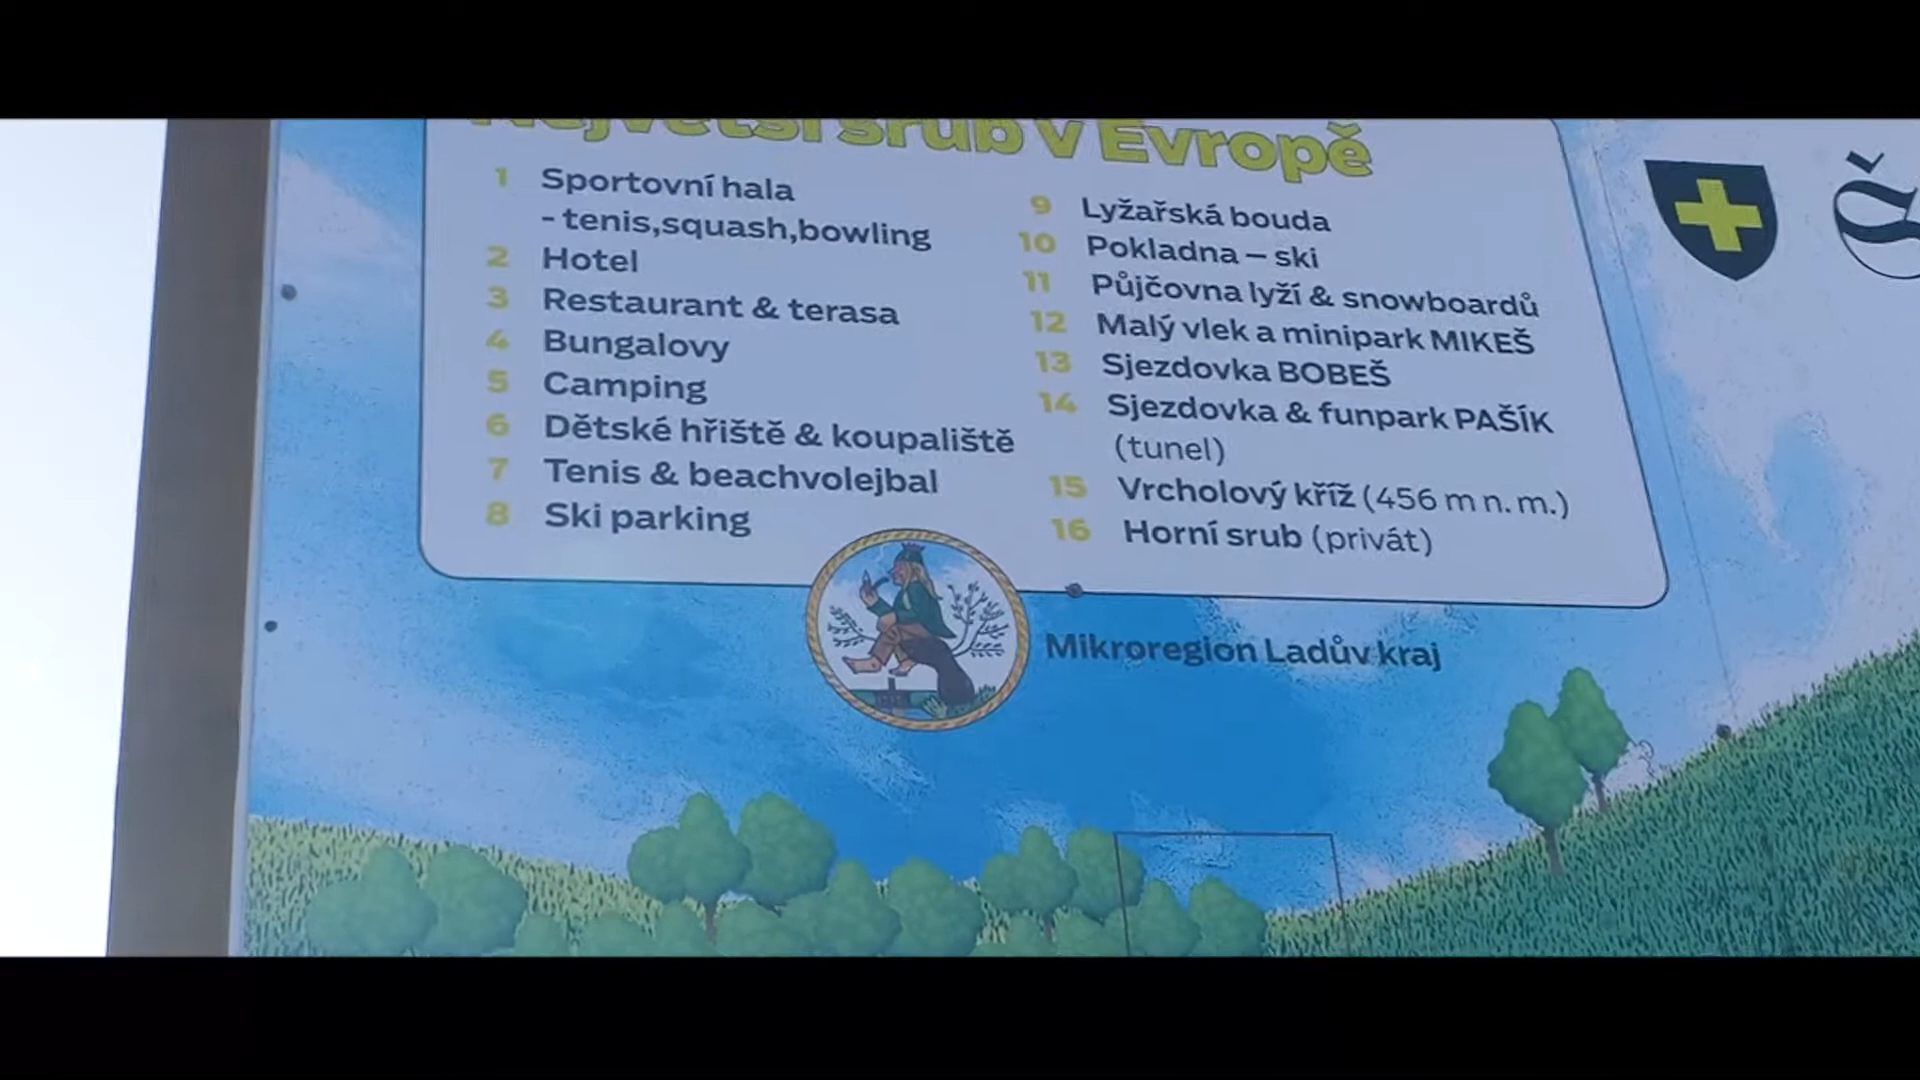 Největší srub v Evropě
1 Sportovní hala
- tenis,squash,bowling
2 Hotel
3 Restaurant & terasa
4 Bungalovy
5 Camping
6 Dětské hřiště & koupaliště
7 Tenis & beachvolejbal
8 Ski parking
9 Lyžařská bouda
10 Pokladna – ski
11 Půjčovna lyží & snowboardů
12 Malý vlek a minipark MIKEŠ
13 Sjezdovka BOBEŠ
14 Sjezdovka & funpark PAŠÍK
(tunel)
15 Vrcholový kříž (456 m n. m.)
16 Horní srub (privát)
Mikroregion Ladův kraj
Š